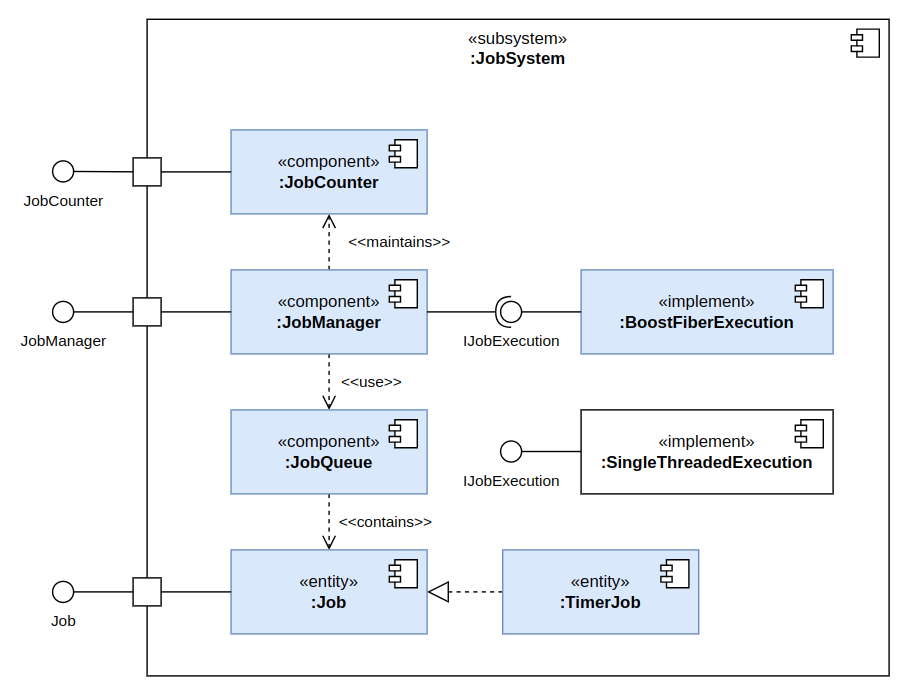 «subsystem»
:JobSystem
«component»
:JobCounter
JobCounter
<<maintains>>
«component»
:JobManager
JobManager
IJobExecution
«implement»
:BoostFiberExecution
<<use>>
«component»
:JobQueue
IJobExecution
«implement»
:SingleThreadedExecution
<<contains>>
«entity»
:Job
Job
«entity»
:TimerJob